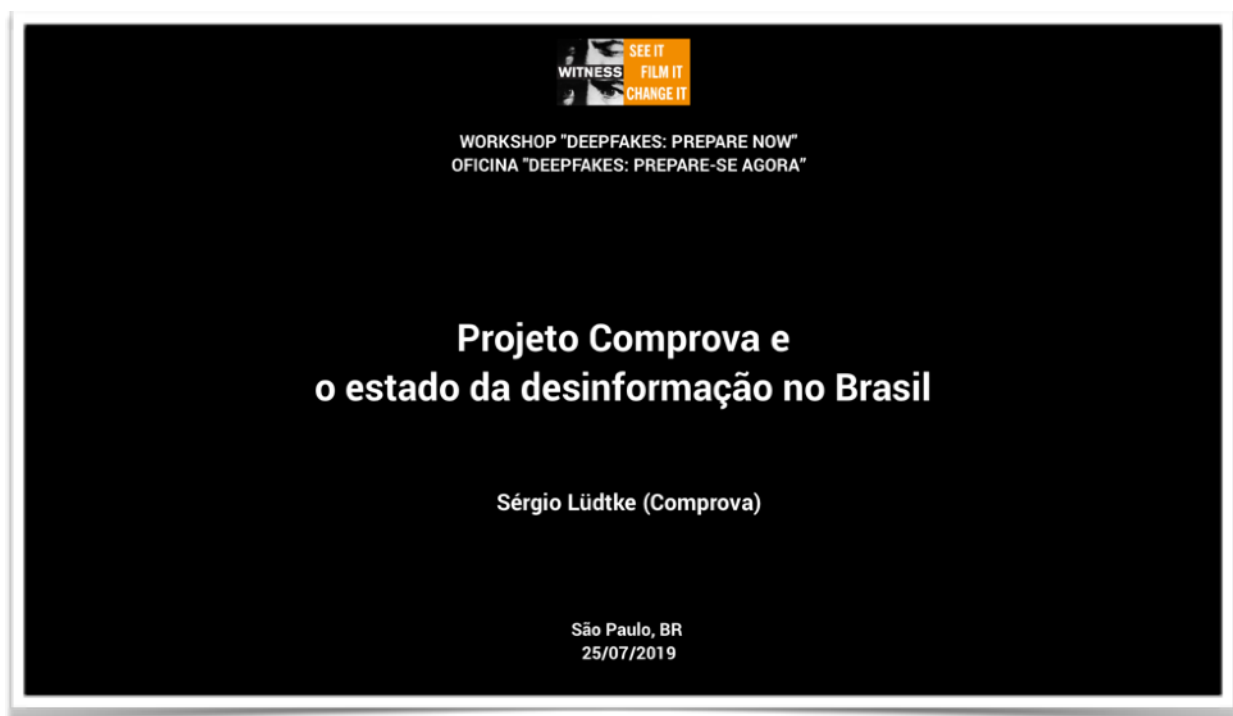 WITNESS
SEE IT
FILM IT
CHANGE IT
WORKSHOP "DEEPFAKES: PREPARE NOW"
OFICINA "DEEPFAKES: PREPARE-SE AGORA”
Projeto Comprova e
o estado da desinformação no Brasil
Sérgio Lüdtke (Comprova)
São Paulo, BR
25/07/2019